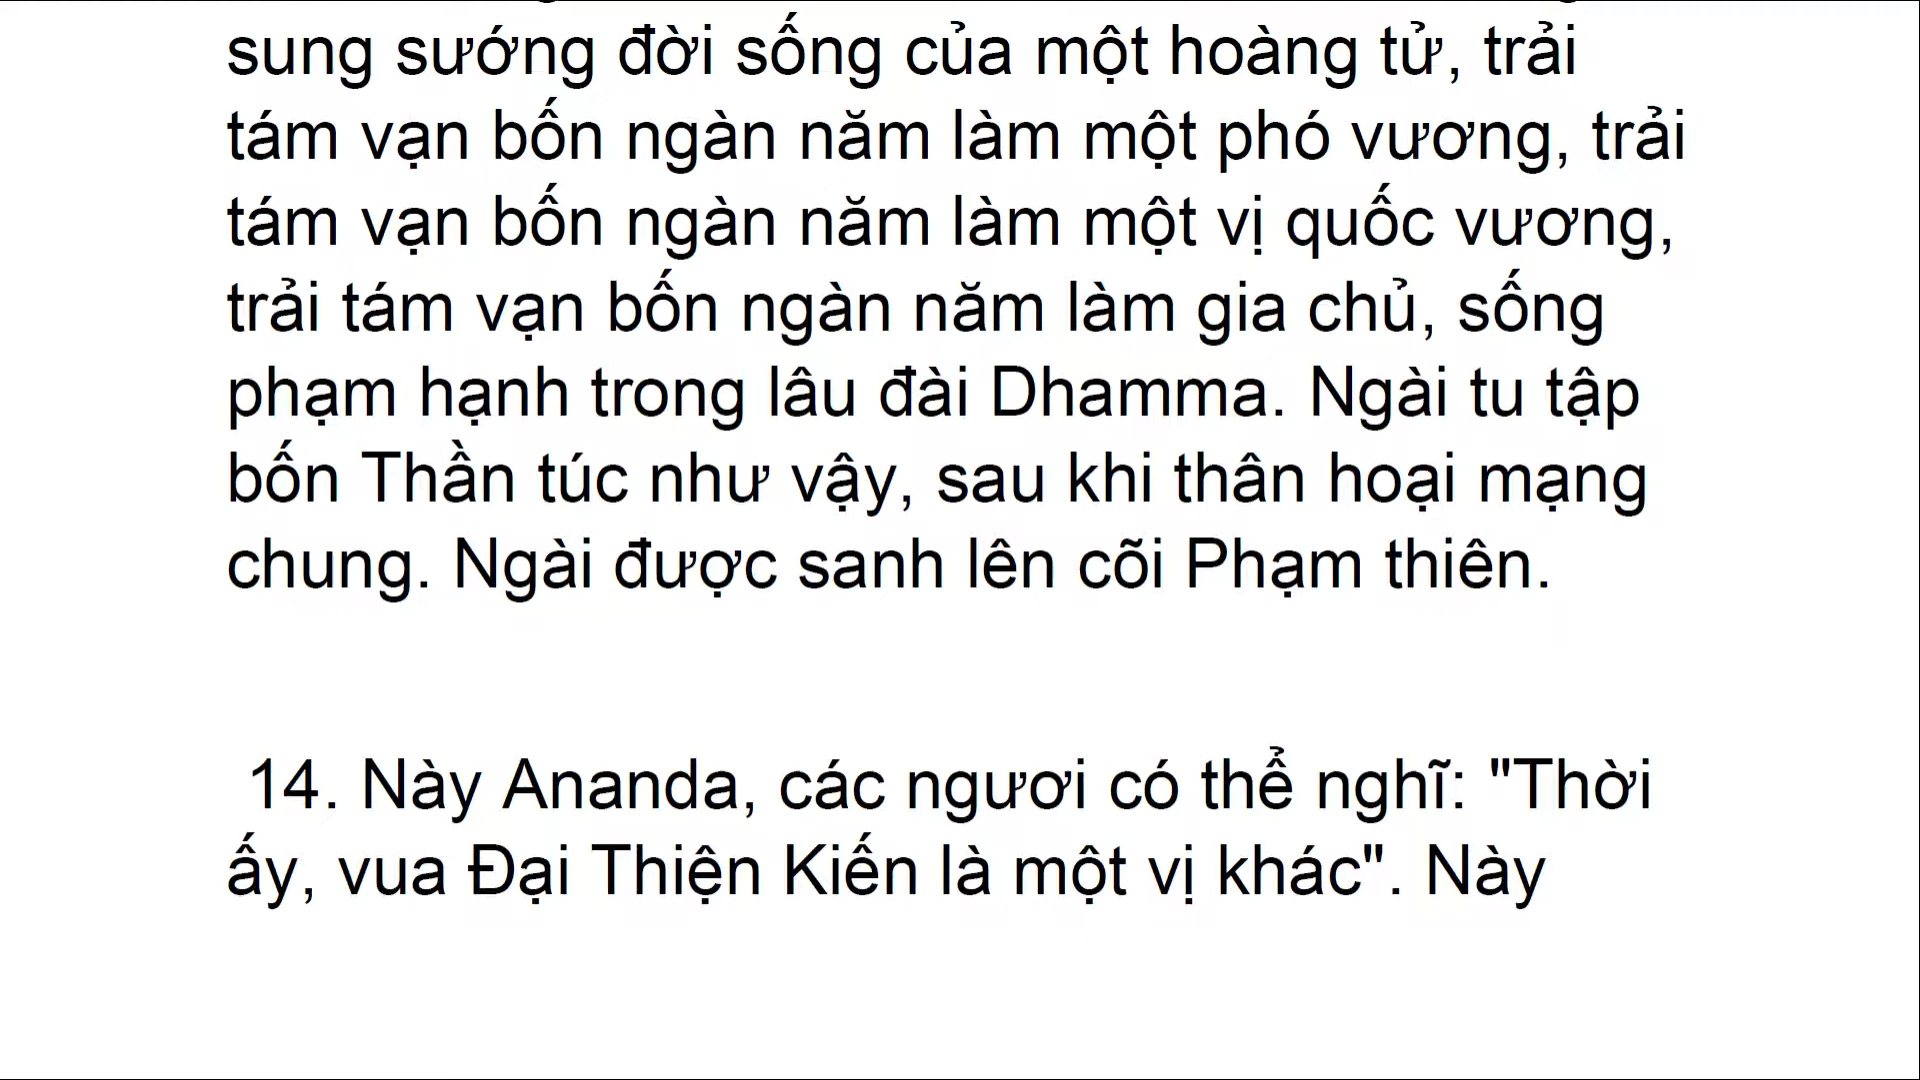 sung sướng đời sống của một hoàng tử, trải
tám vạn bốn ngàn năm làm một phó vương, trải
tám vạn bốn ngàn năm làm một vị quốc vương,
trải tám vạn bốn ngàn năm làm gia chủ, sống
phạm hạnh trong lâu đài Dhamma. Ngài tu tập
bốn Thần túc như vậy, sau khi thân hoại mạng
chung. Ngài được sanh lên cõi Phạm thiên.
14. Này Ananda, các ngươi có thể nghĩ: "Thời
ấy, vua Đại Thiện Kiến là một vị khác". Này